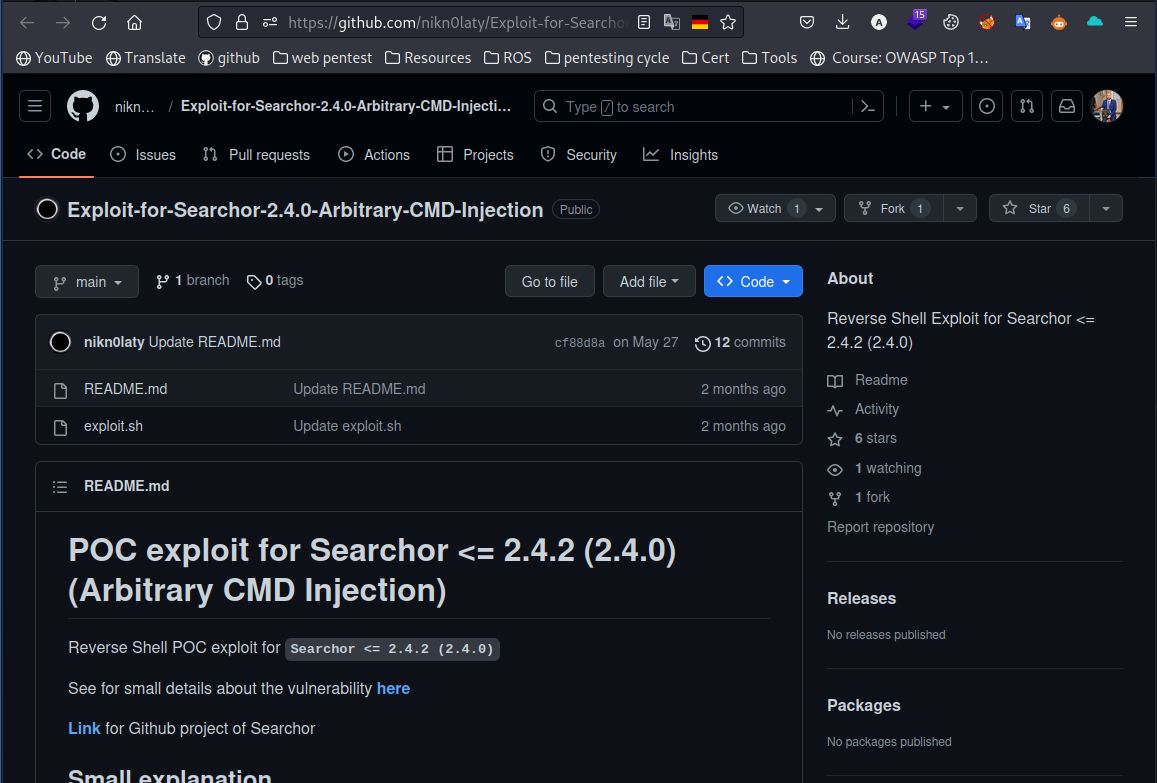 https://github.com/nikn0laty/Exploit-for-Searcho
15
YouTube Translate github web pentest Resources ROS pentesting cycle Cert Tools Course: OWASP Top 1…
nikn… / Exploit-for-Searchor-2.4.0-Arbitrary-CMD-Injecti… Type / to search
Code Issues Pull requests Actions Projects Security Insights
Exploit-for-Searchor-2.4.0-Arbitrary-CMD-Injection Public Watch 1 Fork 1 Star 6
main 1 branch 0 tags Go to file Add file Code
nikn0laty Update README.md cf88d8a on May 27 12 commits
README.md Update README.md 2 months ago
exploit.sh Update exploit.sh 2 months ago
README.md
POC exploit for Searchor <= 2.4.2 (2.4.0)
(Arbitrary CMD Injection)
Reverse Shell POC exploit for Searchor <= 2.4.2 (2.4.0)
See for small details about the vulnerability here
Link for Github project of Searchor
Small explanation
About
Reverse Shell Exploit for Searchor <=
2.4.2 (2.4.0)
Readme
Activity
6 stars
1 watching
1 fork
Report repository
Releases
No releases published
Packages
No packages published